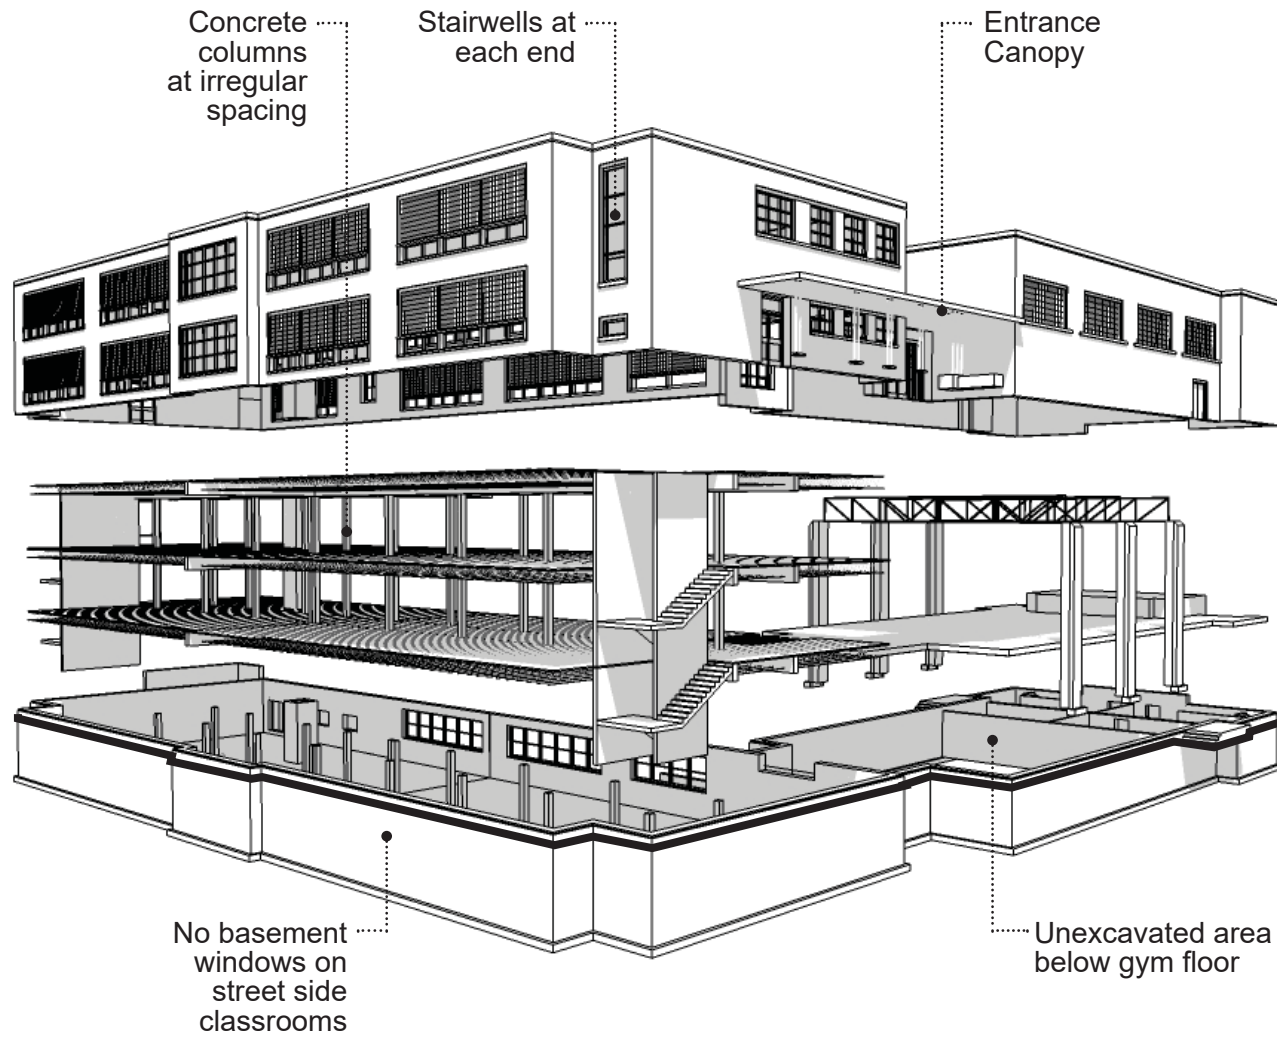 Concrete
columns
at irregular
spacing
Stairwells at
each end
Entrance
Canopy
No basement
windows on
street side
classrooms
Unexcavated area
below gym floor